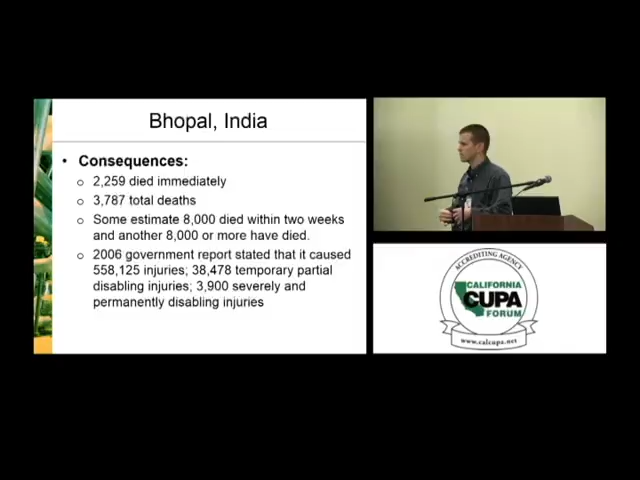 Bhopal, India
• Consequences:
o 2,259 died immediately
o 3,787 total deaths
o Some estimate 8,000 died within two weeks
and another 8,000 or more have died.
o 2006 government report stated that it caused
558,125 injuries; 38,478 temporary partial
disabling injuries; 3,900 severely and
permanently disabling injuries
ACCREDITING AGENCY
CALIFORNIA
CUPA
FORUM
www.calcupa.net